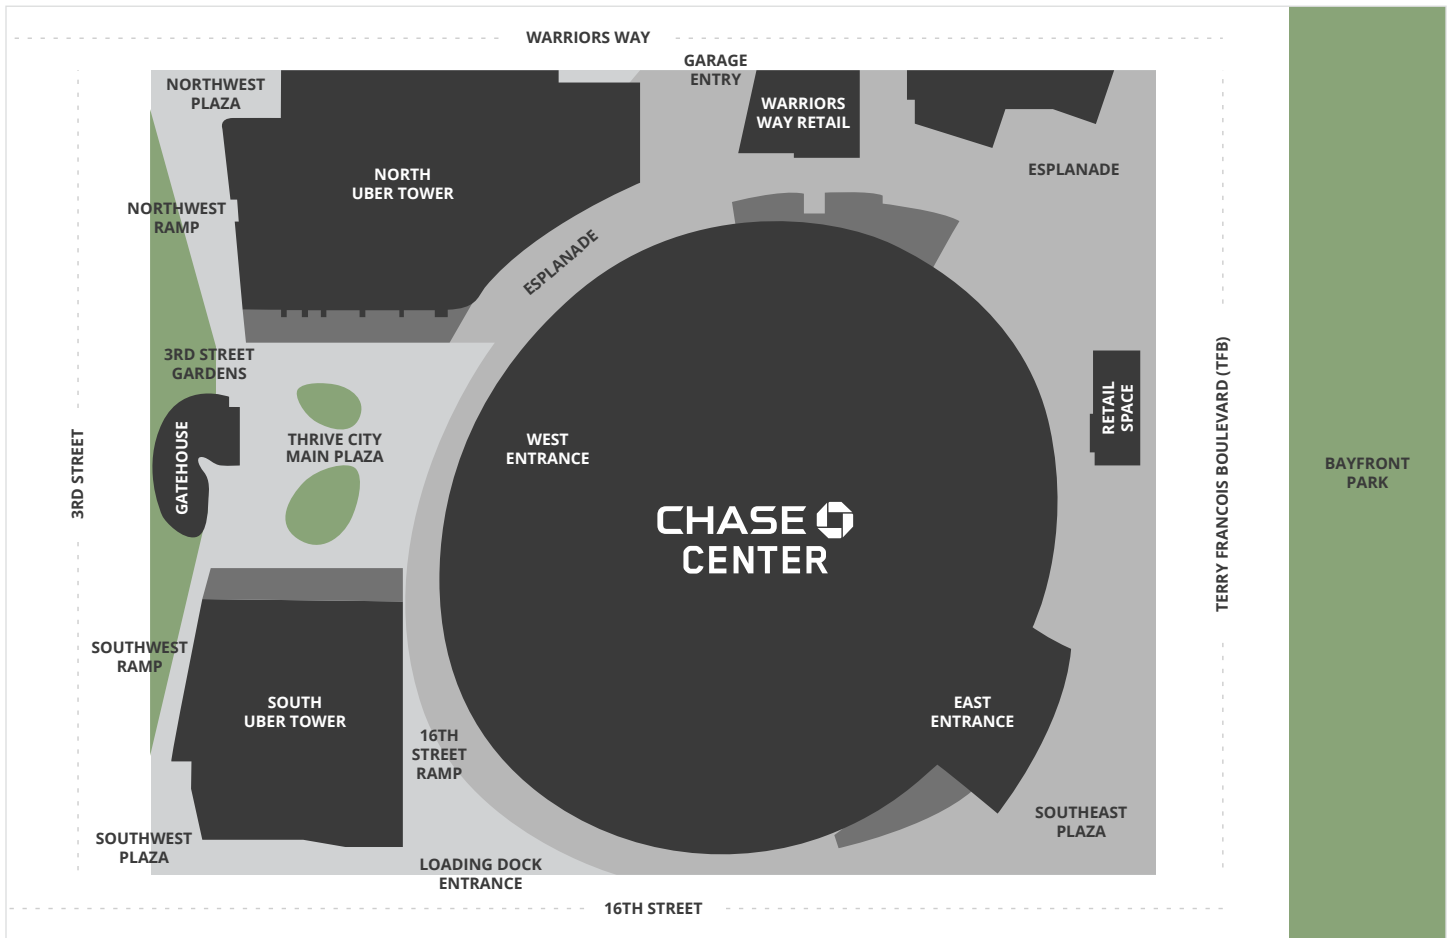 WARRIORS WAY
GARAGE
ENTRY
NORTHWEST
PLAZA
WARRIORS
WAY RETAIL
ESPLANADE
NORTH
UBER TOWER
NORTHWEST
RAMP
ESPLANADE
3RD STREET
GARDENS
THRIVE CITY
MAIN PLAZA
GATEHOUSE
3RD STREET
WEST
ENTRANCE
CHASE
CENTER
RETAIL
SPACE
TERRY FRANCOIS BOULEVARD (TFB)
BAYFRONT
PARK
SOUTHWEST
RAMP
SOUTH
UBER TOWER
16TH
STREET
RAMP
EAST
ENTRANCE
SOUTHEAST
PLAZA
SOUTHWEST
PLAZA
LOADING DOCK
ENTRANCE
16TH STREET